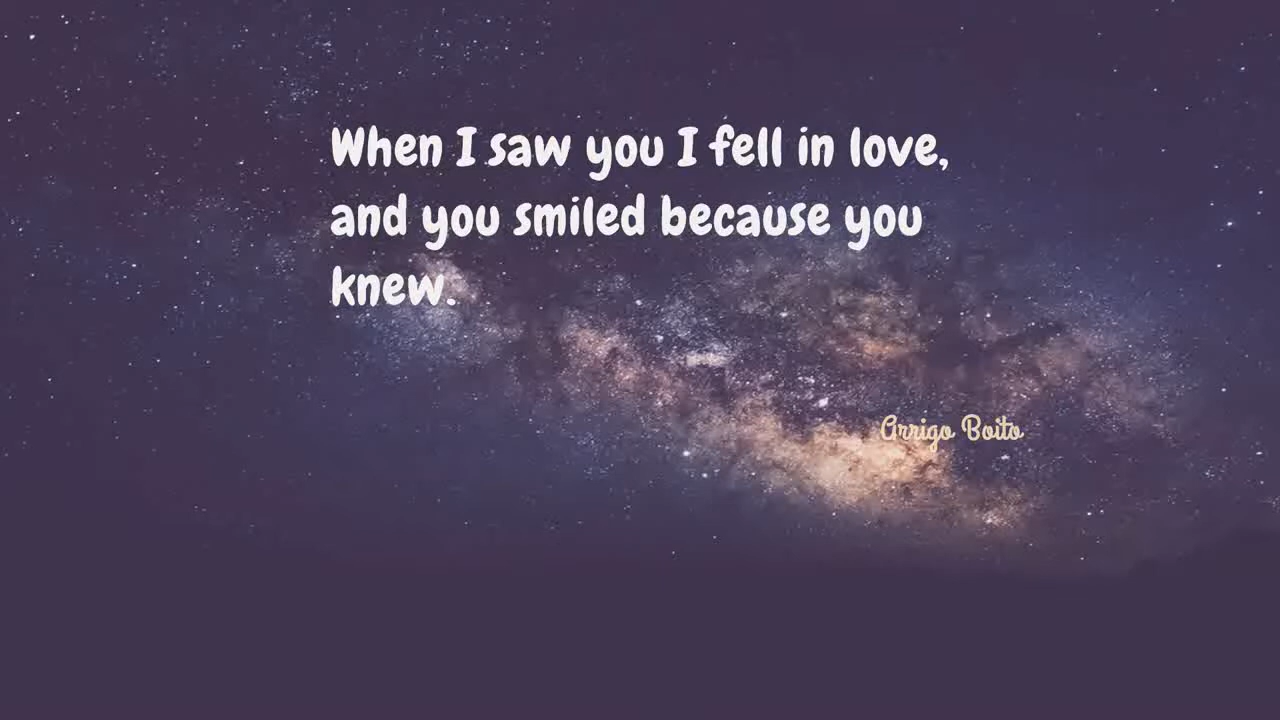 When I saw you I fell in love,
and you smiled because you
knew.
Arrigo Boito